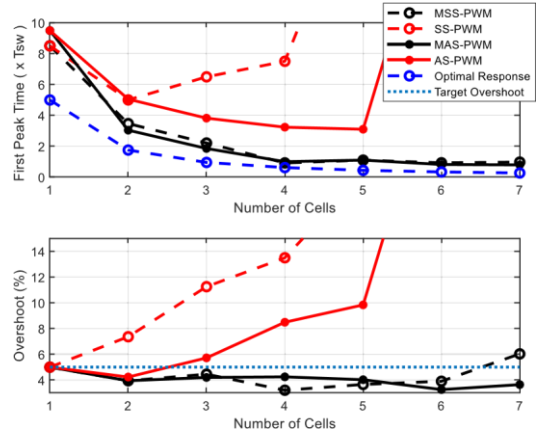 First Peak Time ( x Tsw)
10
8
6
4
2
0
1 2 3 4 5 6 7
Number of Cells
MSS-PWM
SS-PWM
MAS-PWM
AS-PWM
Optimal Response
Target Overshoot
Overshoot (%)
14
12
10
8
6
4
1 2 3 4 5 6 7
Number of Cells